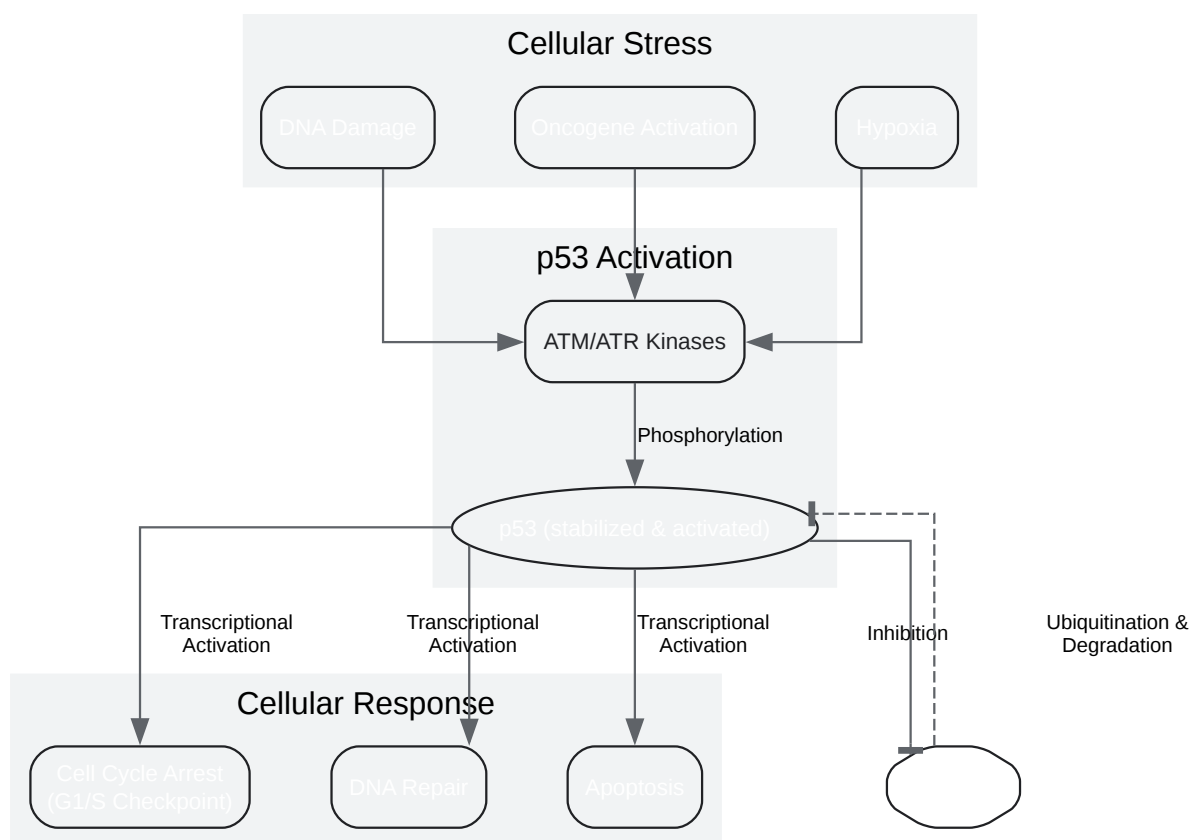 Cellular Stress
DNA Damage
Oncogene Activation
Hypoxia
p53 Activation
ATM/ATR Kinases
Phosphorylation
p53 (stabilized & activated)
Transcriptional
Activation
Transcriptional
Activation
Transcriptional
Activation
Inhibition
Ubiquitination &
Degradation
Cellular Response
Cell Cycle Arrest
(G1/S Checkpoint)
DNA Repair
Apoptosis